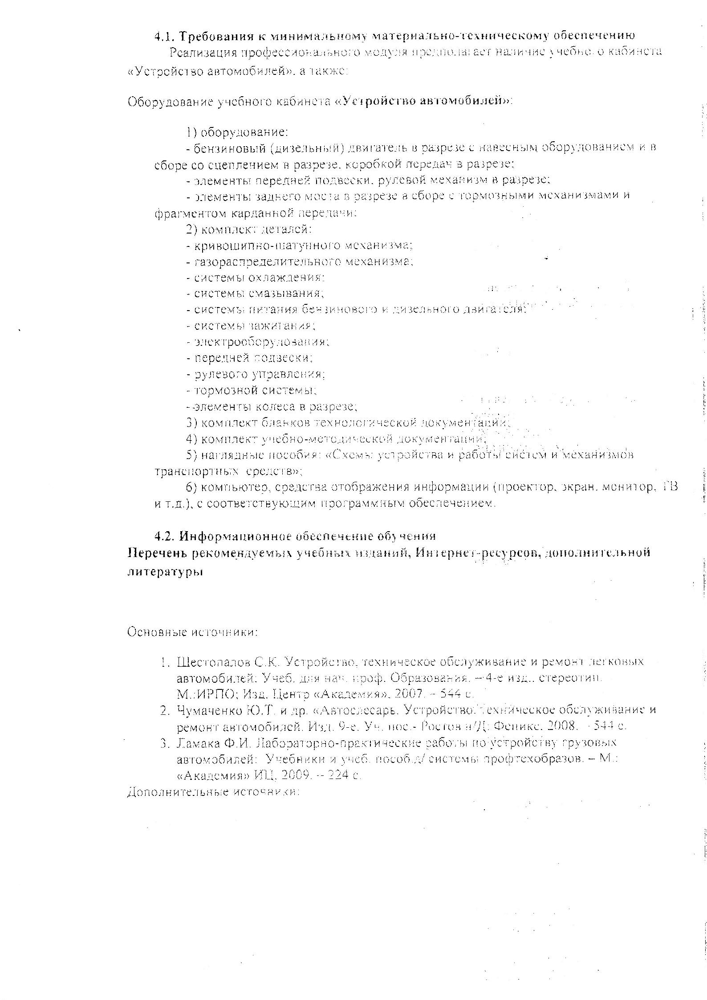 4.1. Требования к минимальному материально-техническому обеспечению
Реализация профессионального модуля предполагает наличие учебного кабинета
«Устройство автомобилей», а также:
Оборудование учебного кабинета «Устройство автомобилей»:
1) оборудование:
- бензиновый (дизельный) двигатель в разрезе с навесным оборудованием и в
сборе со сцеплением в разрезе, коробкой передач в разрезе;
- элементы передней подвески, рулевой механизм в разрезе;
- элементы заднего моста в разрезе в сборе с тормозными механизмами и
фрагментом карданной передачи;
2) комплект деталей:
- кривошипно-шатунного механизма;
- газораспределительного механизма;
- системы охлаждения;
- системы смазывания;
- системы питания бензинового и дизельного двигателя;
- системы зажигания;
- электрооборудования;
- передней подвески;
- рулевого управления;
- тормозной системы;
- элементы колеса в разрезе;
3) комплект бланков технологической документации;
4) комплект учебно-методической документации;
5) наглядные пособия: «Схемы устройства и работы систем и механизмов
транспортных средств»;
6) компьютер, средства отображения информации (проектор, экран, монитор, ТВ
и т.д.), с соответствующим программным обеспечением.
4.2. Информационное обеспечение обучения
Перечень рекомендуемых учебных изданий, Интернет-ресурсов, дополнительной
литературы
Основные источники:
1. Шестопалов С.К. Устройство, техническое обслуживание и ремонт легковых
автомобилей: Учеб. для нач. проф. Образования. – 4-е изд., стереотип.
М.:ИРПО; Изд. Центр «Академия», 2007. – 544 с.
2. Чумаченко Ю.Т. и др. «Автослесарь. Устройство, техническое обслуживание и
ремонт автомобилей. Изд. 9-е. Уч. пос.- Ростов н/Д: Феникс, 2008. - 544 с.
3. Ламака Ф.И. Лабораторно-практические работы по устройству грузовых
автомобилей: Учебники и учеб. пособ.д/ системы профтехобразов. – М.:
«Академия» ИЦ, 2009. – 224 с.
Дополнительные источники: